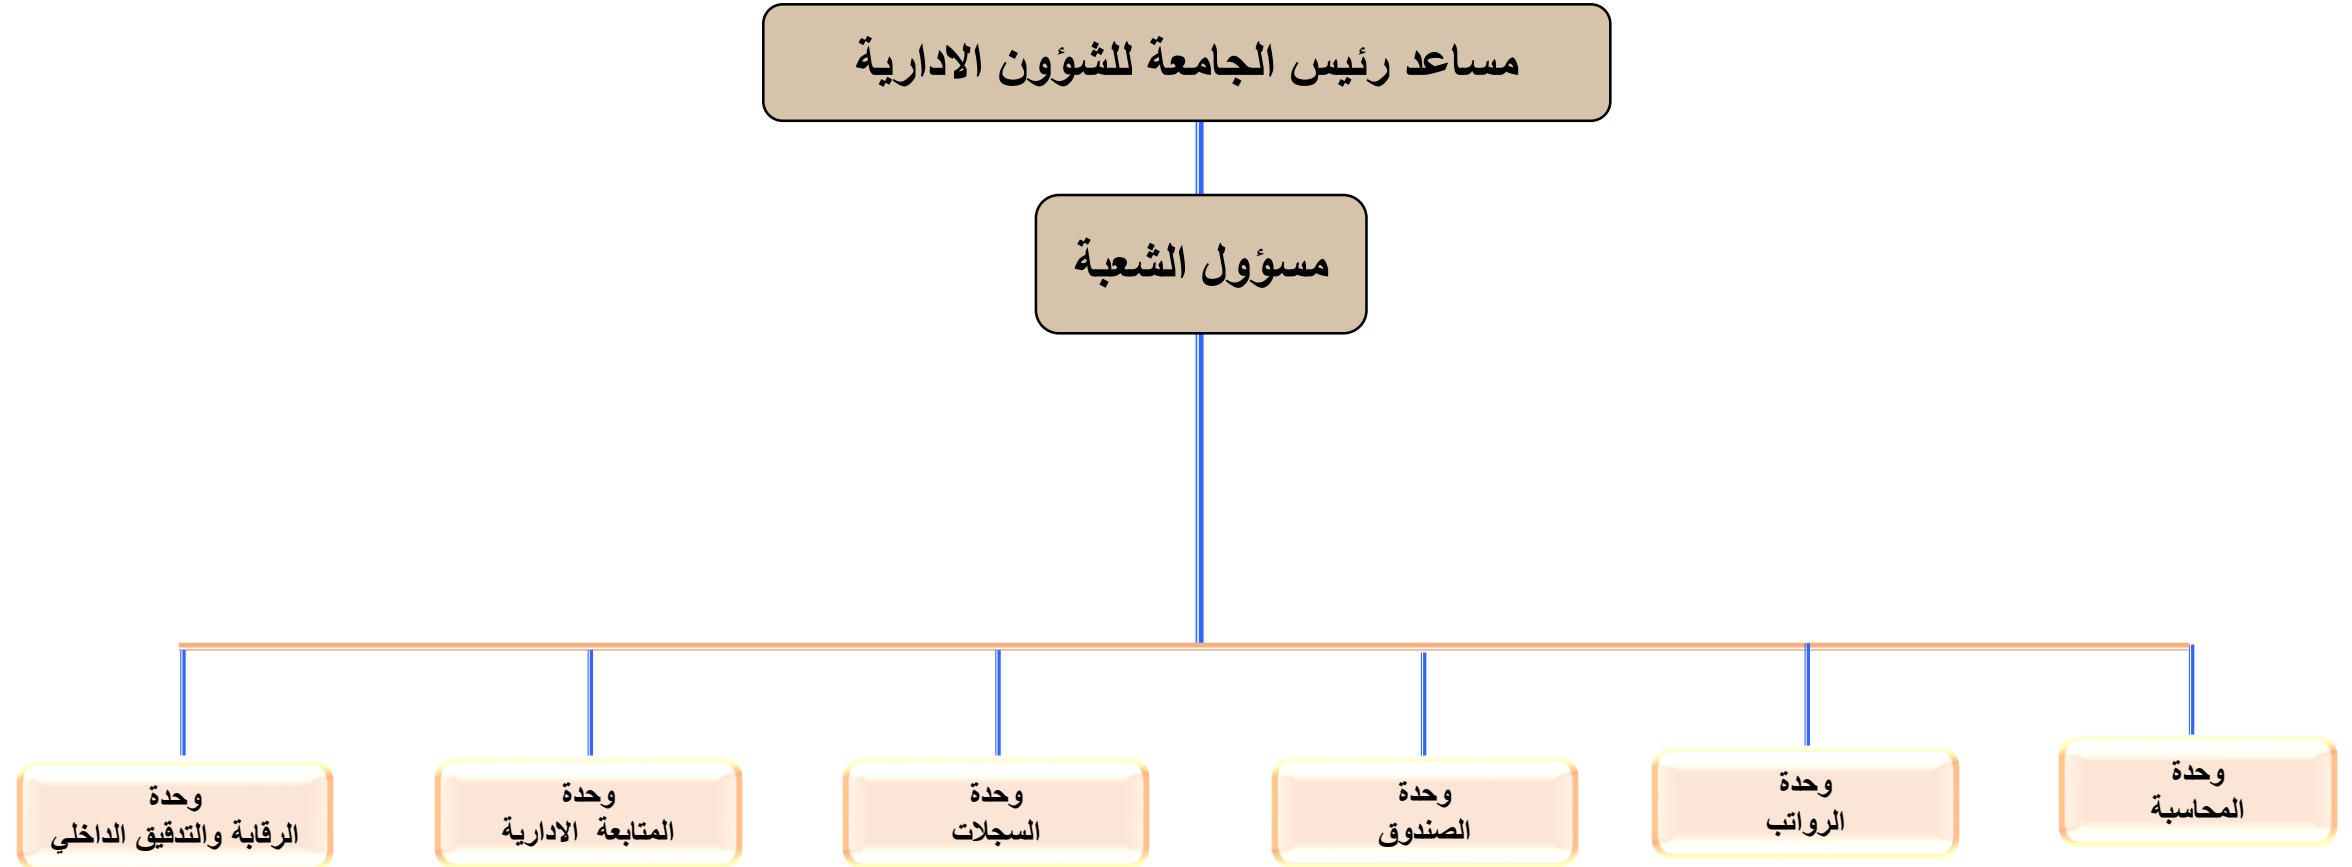 مساعد رئيس الجامعة للشؤون الادارية
مسؤول الشعبة
وحدة
المحاسبة
وحدة
الرواتب
وحدة
الصندوق
وحدة
السجلات
وحدة
المتابعة الادارية
وحدة
الرقابة والتدقيق الداخلي